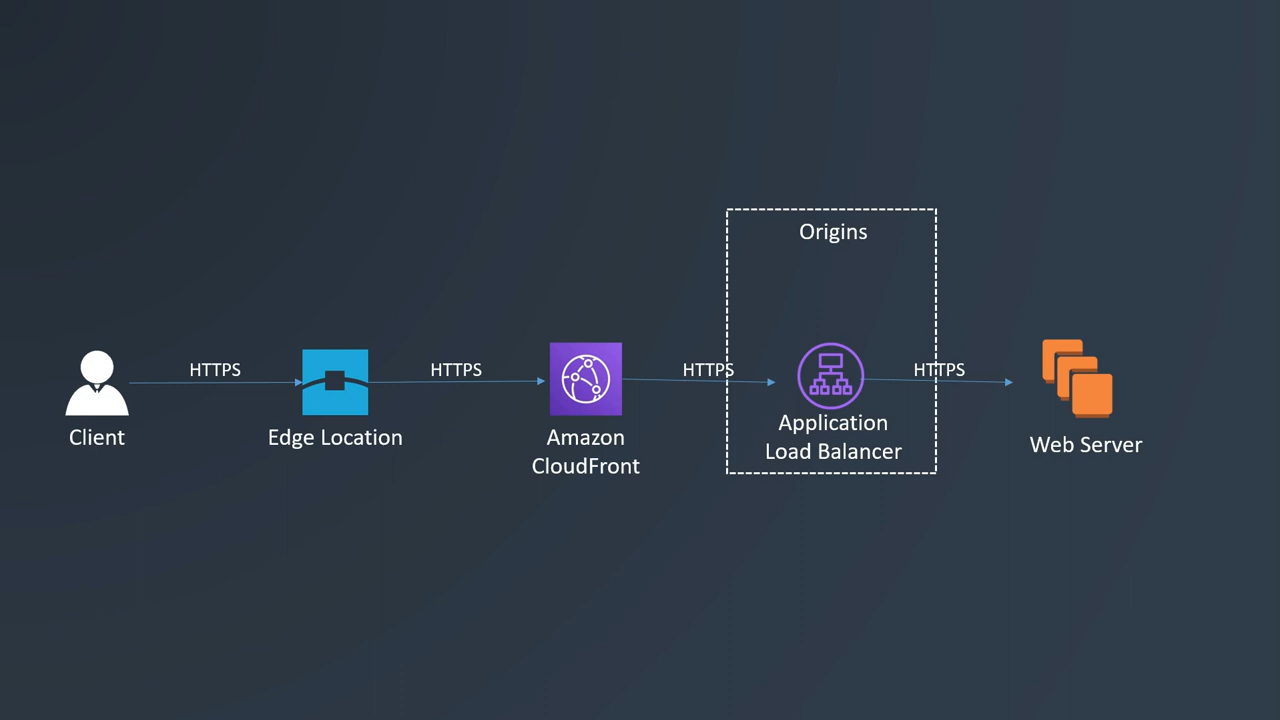 Origins
HTTPS
HTTPS
HTTPS
HTTPS
Client
Edge Location
Amazon
CloudFront
Application
Load Balancer
Web Server